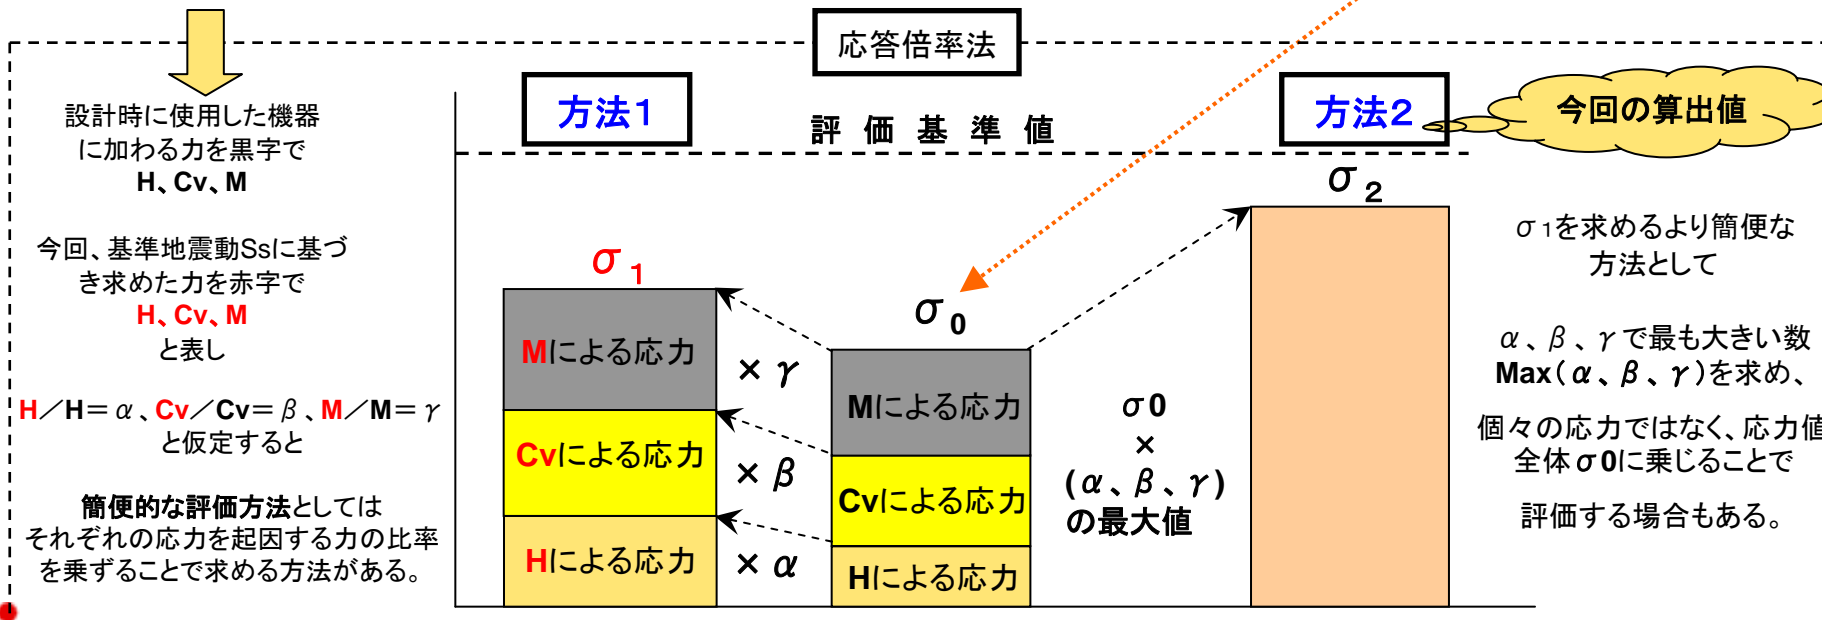 応答倍率法
設計時に使用した機器
に加わる力を黒字で
H、Cv、M
今回、基準地震動Ssに基づ
き求めた力を赤字で
H、Cv、M
と表し
H/H=α、Cv/Cv=β、M/M=γ
と仮定すると
簡便的な評価方法としては
それぞれの応力を起因する力の比率
を乗ずることで求める方法がある。
方法1
評価基準値
方法2
今回の算出値
σ1
Mによる応力
Cvによる応力
Hによる応力
×γ
×β
×α
σ0
Mによる応力
Cvによる応力
Hによる応力
σ0
×
(α、β、γ)
の最大値
σ2
σ1を求めるより簡便な
方法として
α、β、γで最も大きい数
Max(α、β、γ)を求め、
個々の応力ではなく、応力値
全体σ0に乗じることで
評価する場合もある。